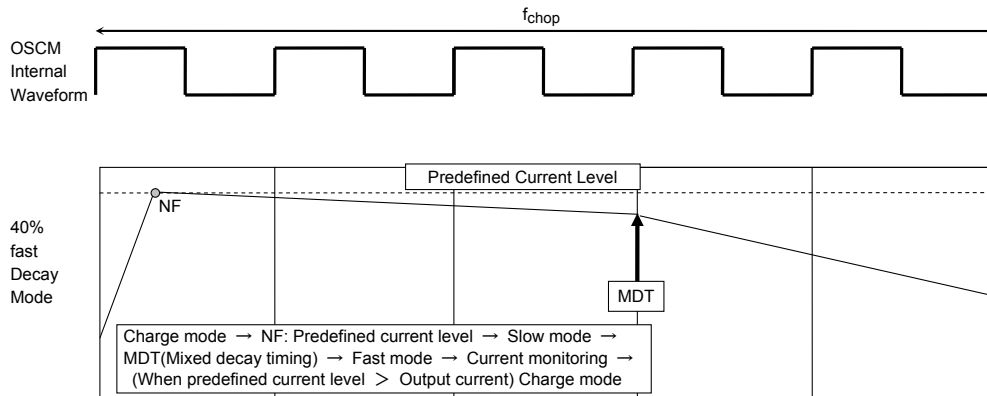 fchop
OSCM
Internal
Waveform
Predefined Current Level
NF
40%
fast
Decay
Mode
MDT
Charge mode → NF: Predefined current level → Slow mode →
MDT(Mixed decay timing) → Fast mode → Current monitoring →
(When predefined current level ＞ Output current) Charge mode